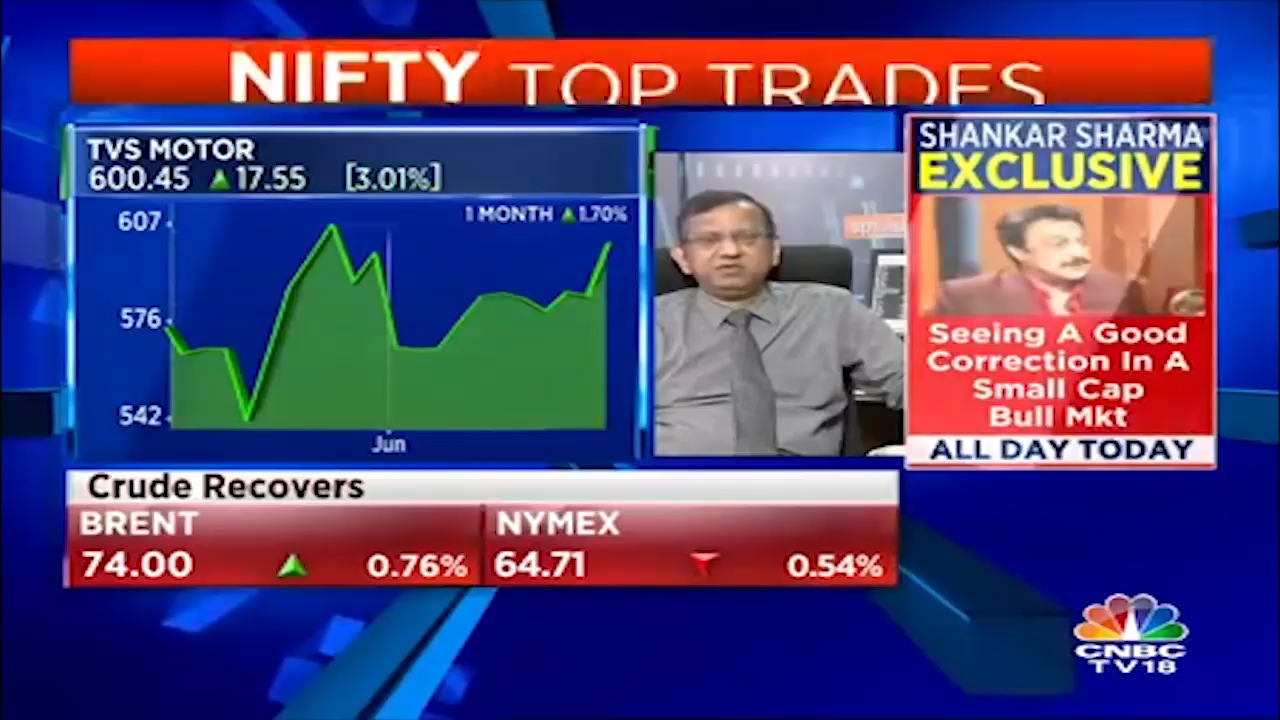 NIFTY TOP TRADES
TVS MOTOR
600.45 ▲ 17.55 [3.01%]
1 MONTH ▲ 1.70%
607
576
542
Jun
SHANKAR SHARMA
EXCLUSIVE
Seeing A Good
Correction In A
Small Cap
Bull Mkt
ALL DAY TODAY
Crude Recovers
BRENT
74.00 ▲ 0.76%
NYMEX
64.71 ▼ 0.54%
CNBC
TV18